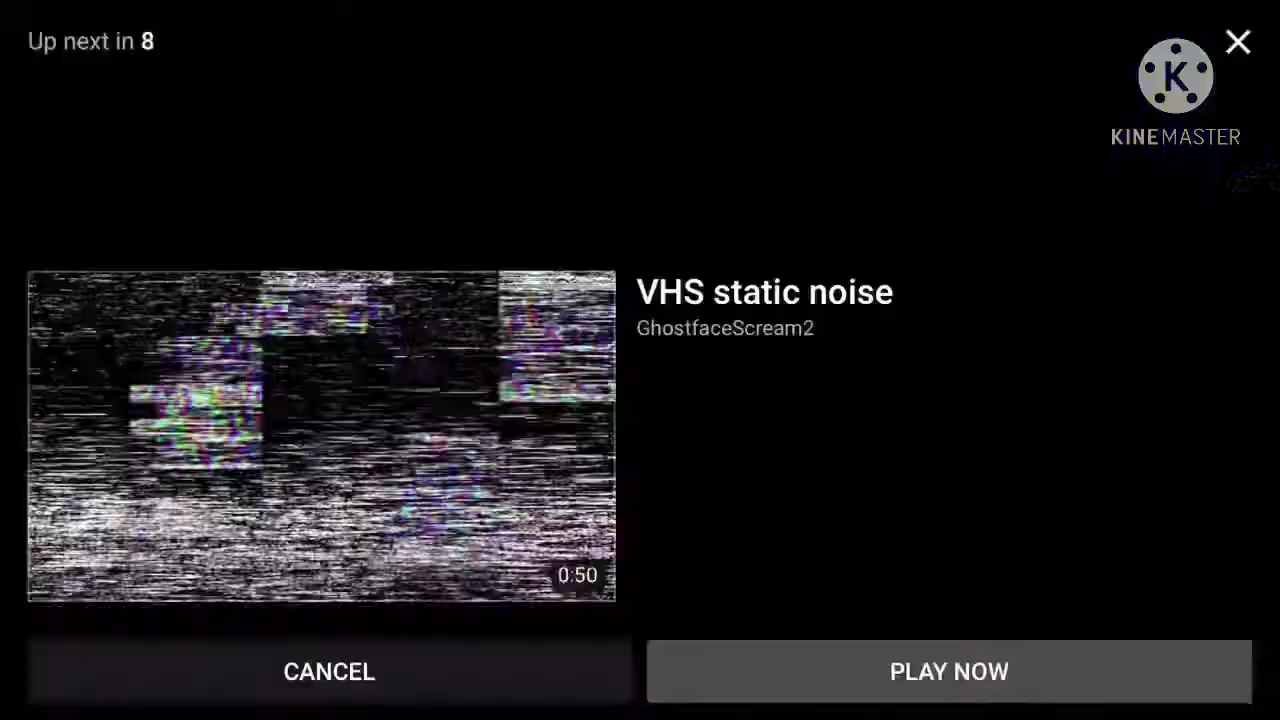 Up next in 8
K
KINEMASTER
VHS static noise
GhostfaceScream2
0:50
CANCEL
PLAY NOW